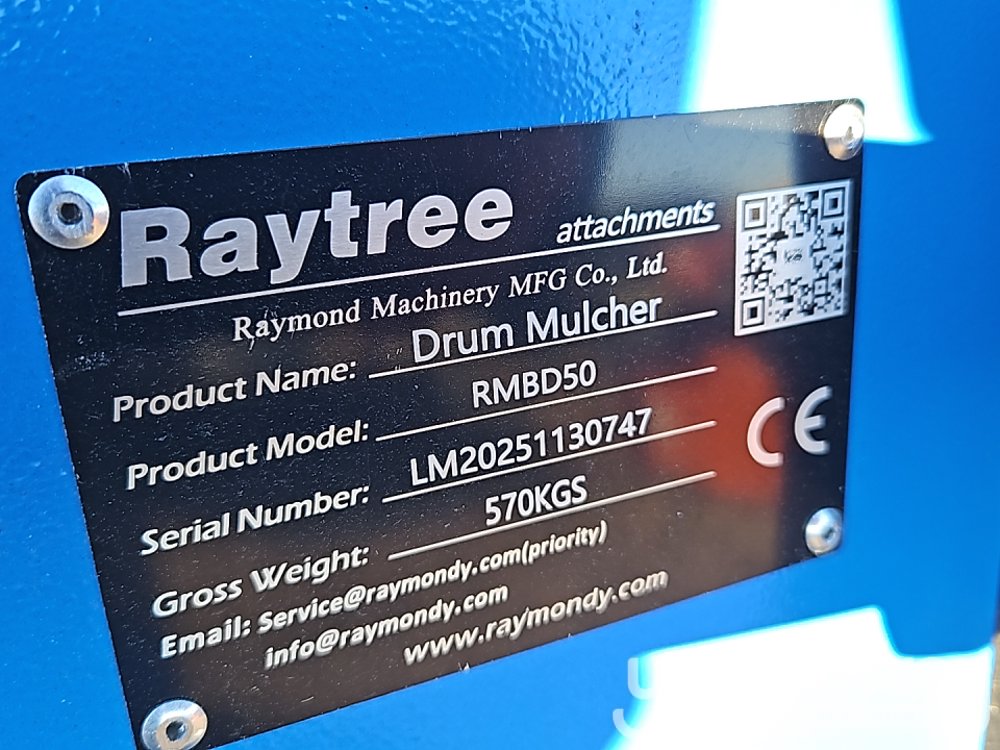 Raytree attachments
Raymond Machinery MFG Co., Ltd.
Product Name: Drum Mulcher
Product Model: RMBD50
Serial Number: LM20251130747
Gross Weight: 570KGS
Email: Service@raymondy.com(priority)
info@raymondy.com
www.raymondy.com
CE